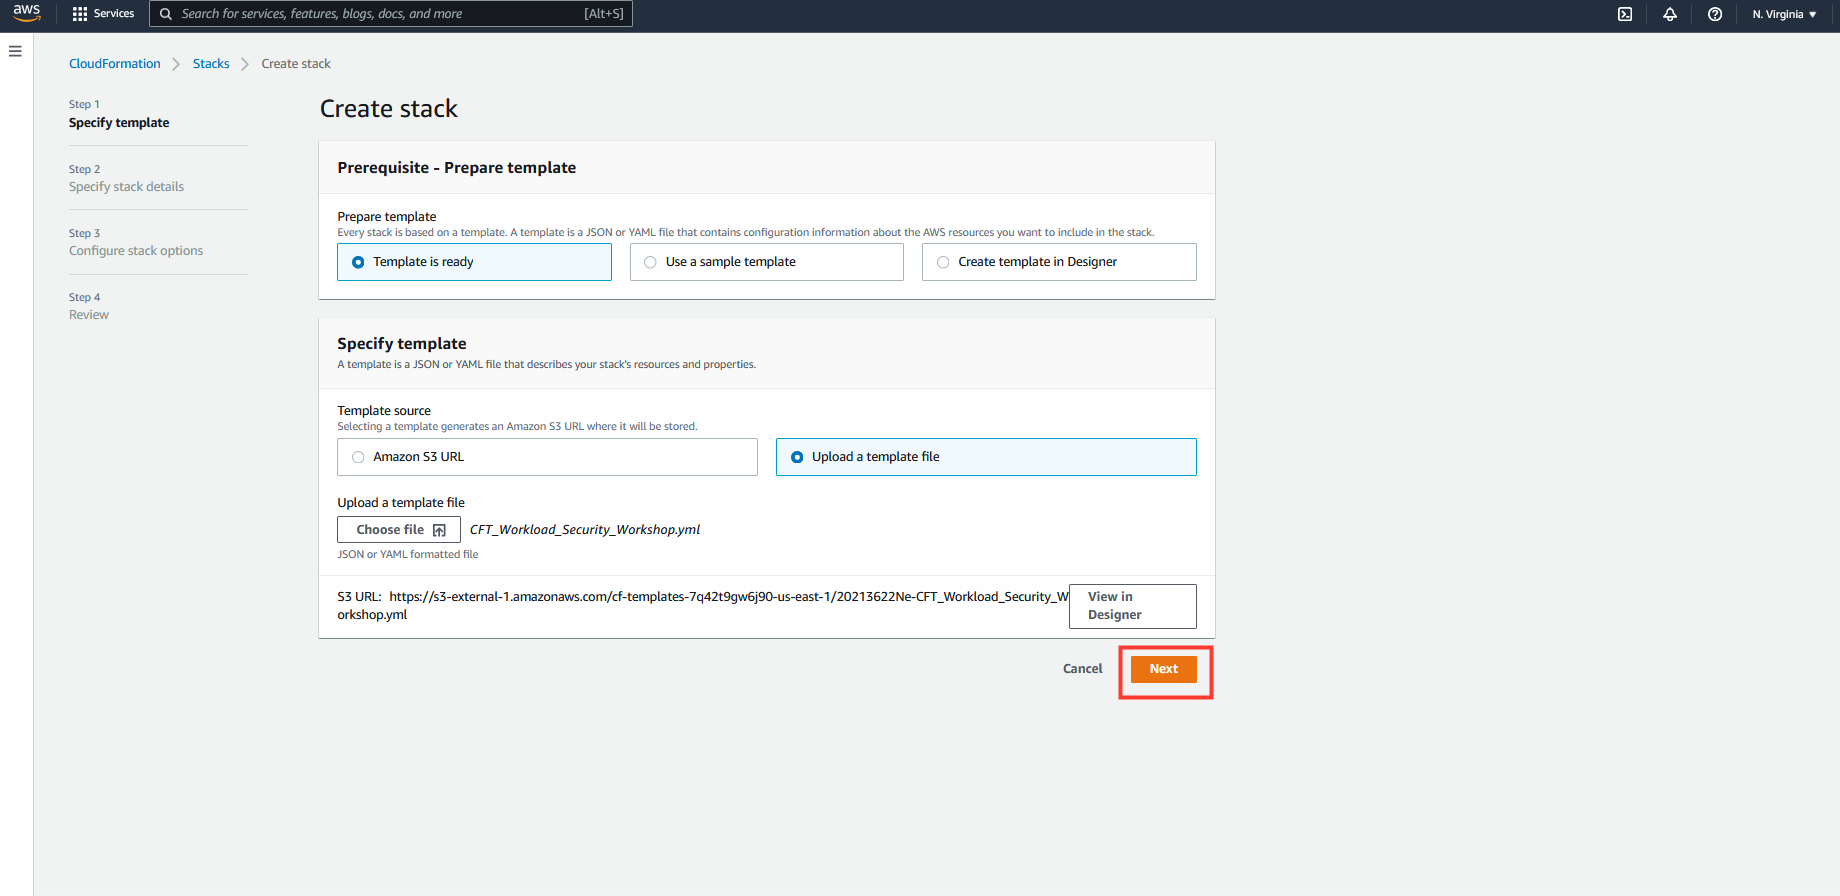 aws
Services
Search for services, features, blogs, docs, and more
[Alt+S]
N. Virginia
CloudFormation
Stacks
Create stack
Step 1
Specify template
Step 2
Specify stack details
Step 3
Configure stack options
Step 4
Review
Create stack
Prerequisite - Prepare template
Prepare template
Every stack is based on a template. A template is a JSON or YAML file that contains configuration information about the AWS resources you want to include in the stack.
Template is ready
Use a sample template
Create template in Designer
Specify template
A template is a JSON or YAML file that describes your stack's resources and properties.
Template source
Selecting a template generates an Amazon S3 URL where it will be stored.
Amazon S3 URL
Upload a template file
Upload a template file
Choose file
CFT_Workload_Security_Workshop.yml
JSON or YAML formatted file
S3 URL: https://s3-external-1.amazonaws.com/cf-templates-7q42t9gw6j90-us-east-1/20213622Ne-CFT_Workload_Security_W
orkshop.yml
View in
Designer
Cancel
Next